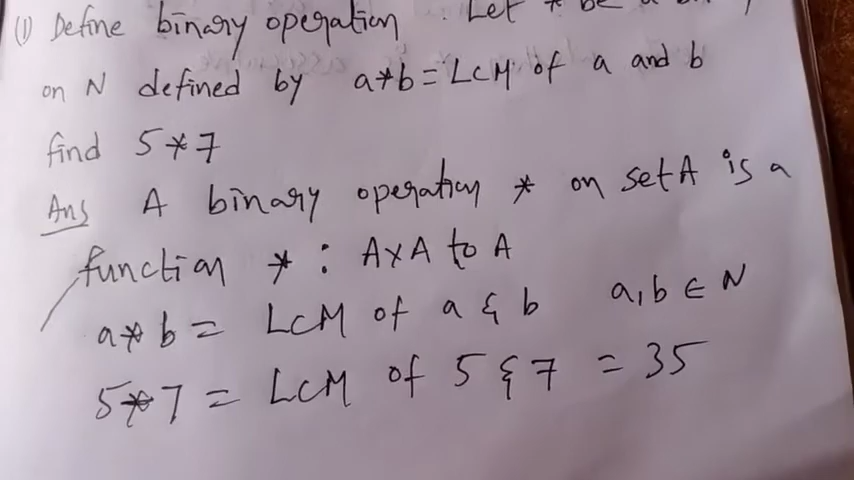 (1) Define binary operation. Let * be a
on N defined by a*b = LCM of a and b
find 5*7
Ans A binary operation * on set A is a
function * : A×A to A
a*b = LCM of a & b a,b ∈ N
5*7 = LCM of 5 & 7 = 35